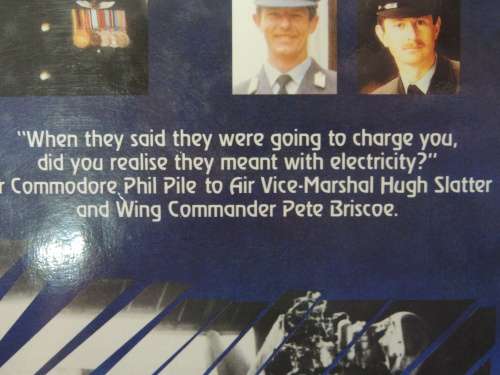 "When they said they were going to charge you,
did you realise they meant with electricity?"
r Commodore Phil Pile to Air Vice-Marshal Hugh Slatter
and Wing Commander Pete Briscoe.